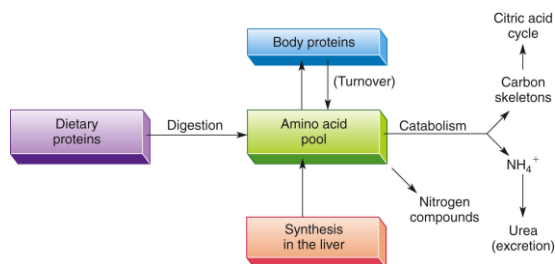 Citric acid
cycle
Body proteins
(Turnover)
Carbon
skeletons
Dietary
proteins
Digestion
Amino acid
pool
Catabolism
NH₄⁺
Nitrogen
compounds
Synthesis
in the liver
Urea
(excretion)